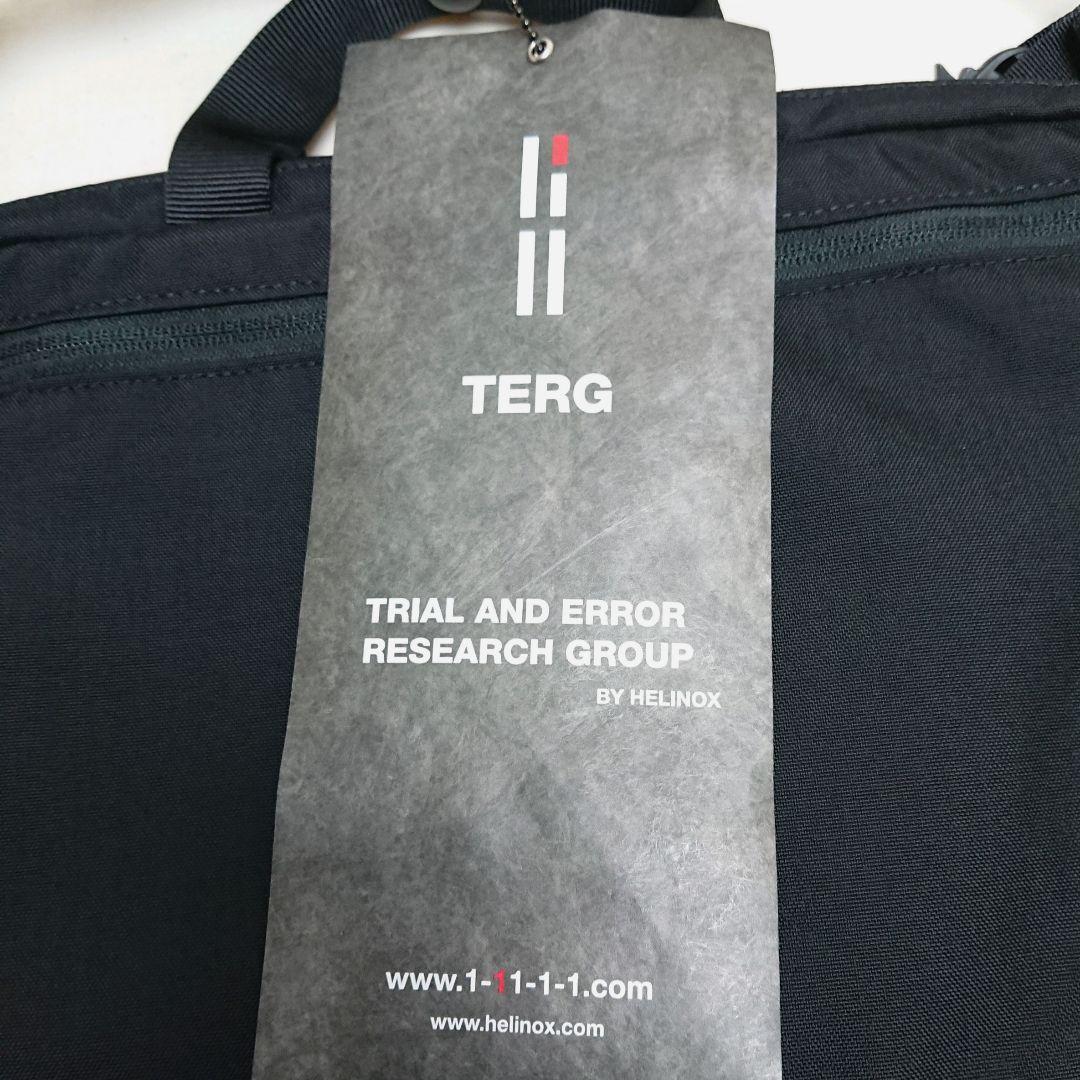 TERG
TRIAL AND ERROR
RESEARCH GROUP
BY HELINOX
www.1-11-1-1.com
www.helinox.com